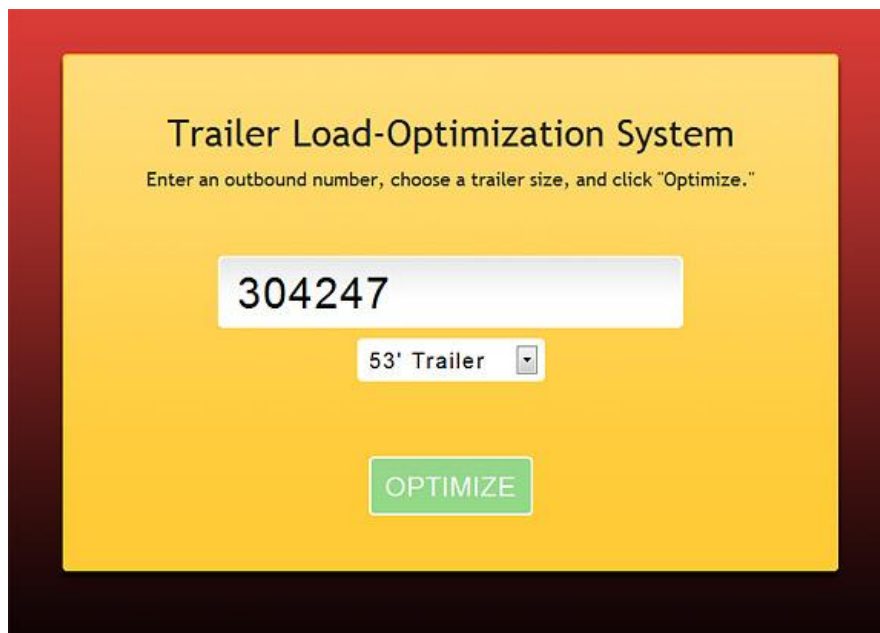 Trailer Load-Optimization System
Enter an outbound number, choose a trailer size, and click "Optimize."
304247
53' Trailer
OPTIMIZE